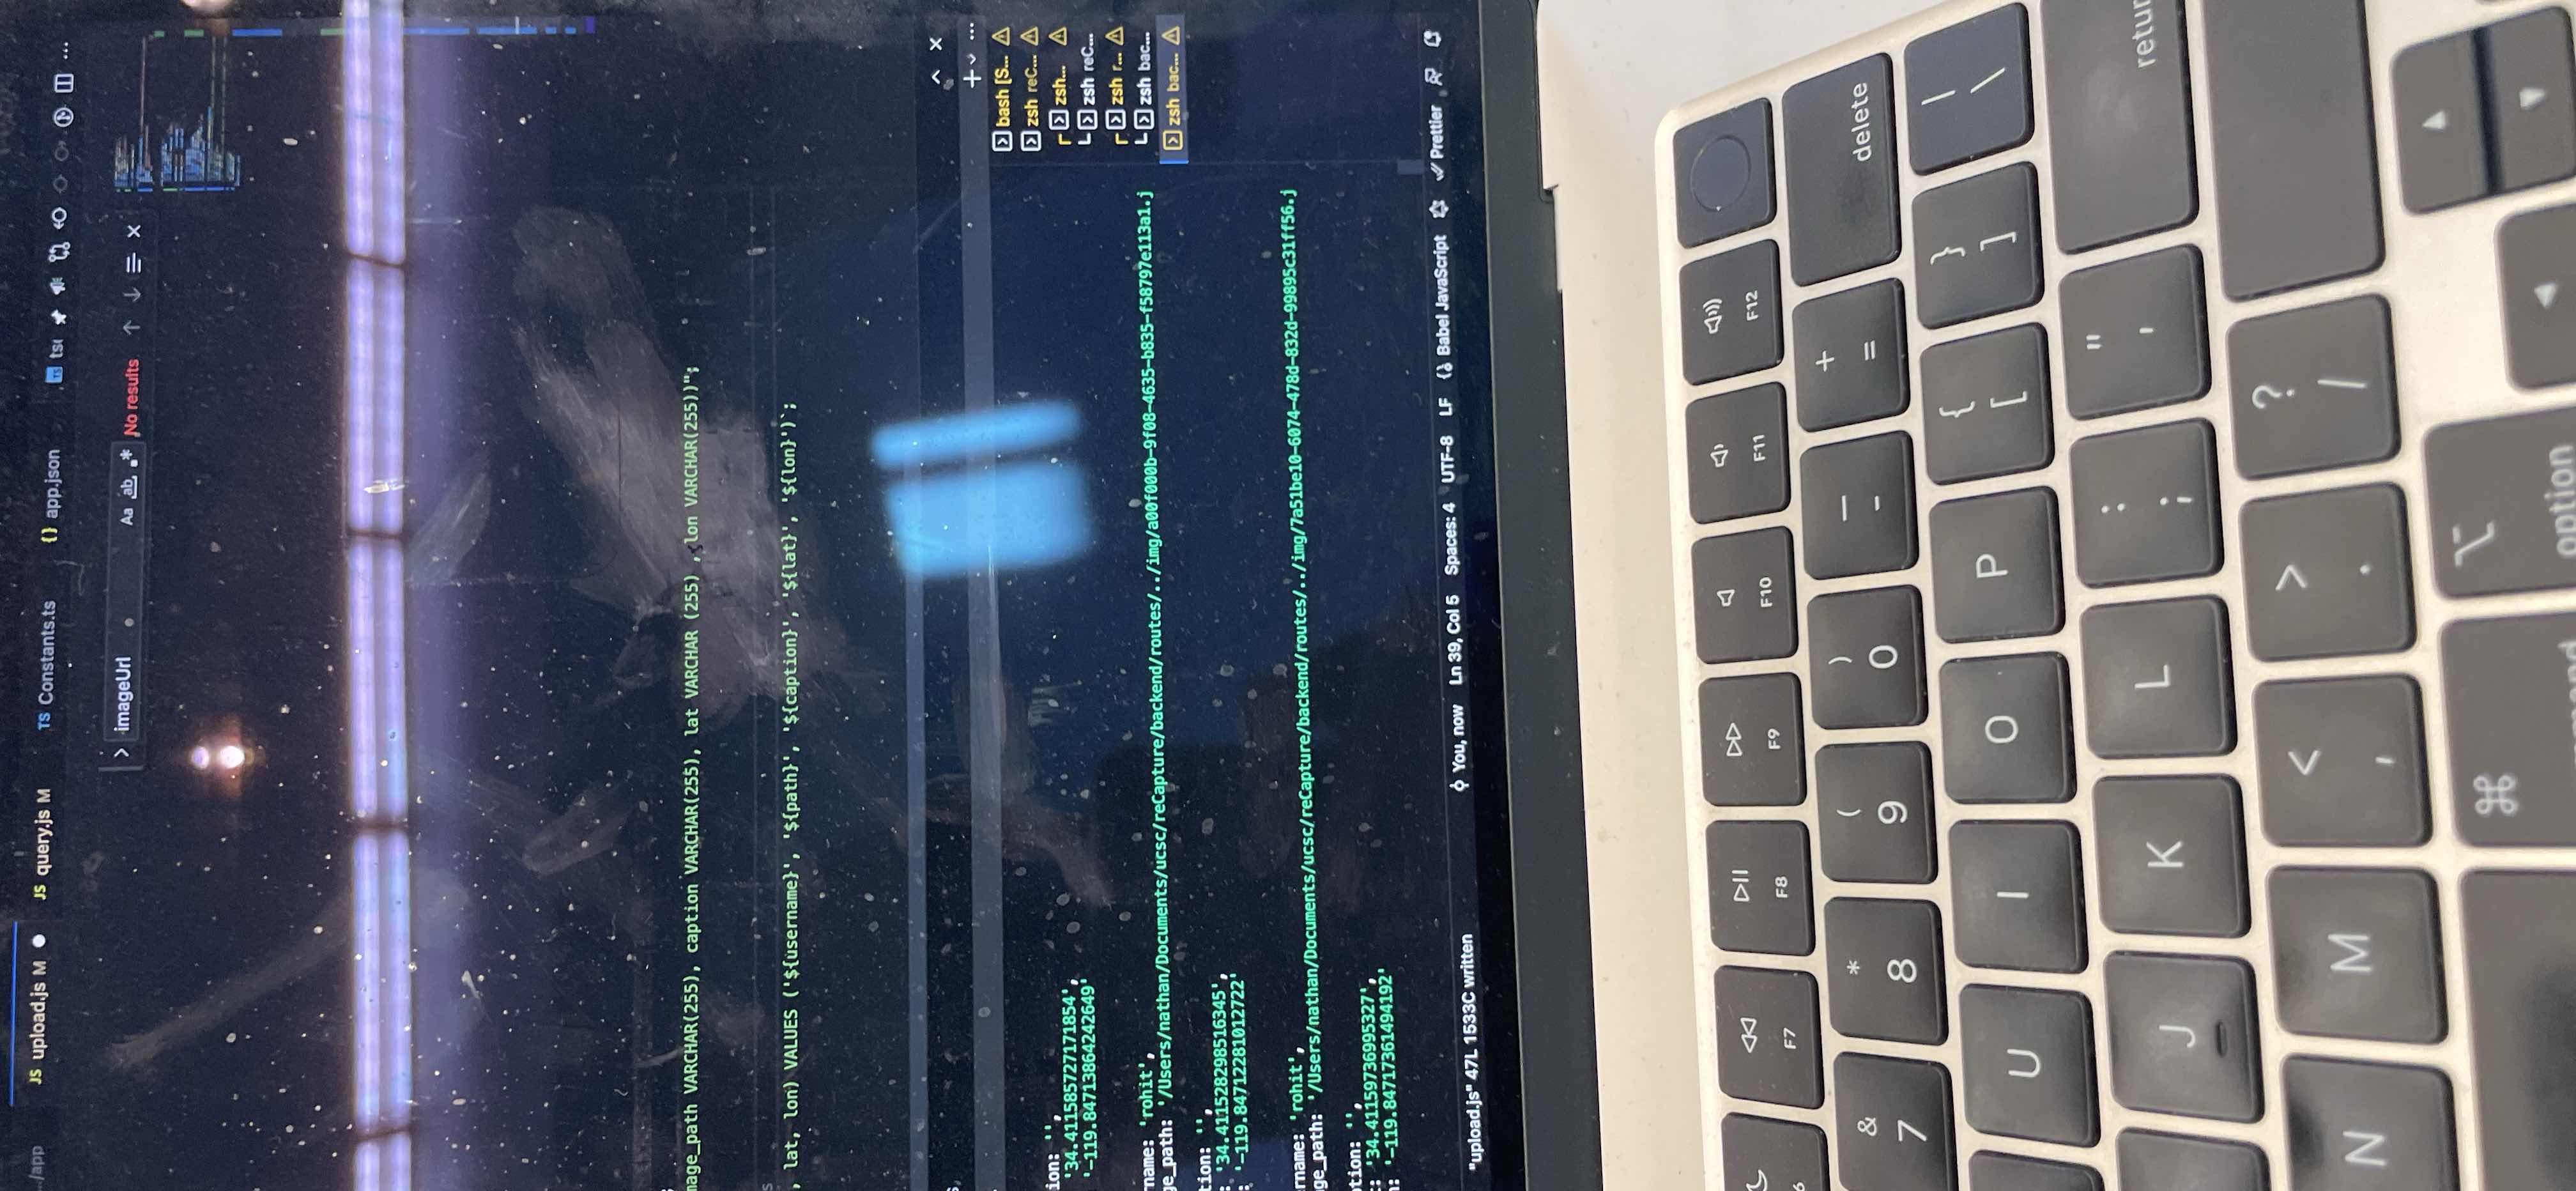 .../app JS upload.js M JS query.js M TS Constants.ts {} app.json
imageUrl Aa ab .* No results
mage_path VARCHAR(255), caption VARCHAR(255), lat VARCHAR (255) , lon VARCHAR(255))";
s
, lat, lon) VALUES ('${username}', '${path}', '${caption}', '${lat}', '${lon}')`;
bash [S...
zsh reC...
zsh...
zsh reC...
zsh r...
zsh bac...
zsh bac...
ion: '',
'34.411585727171854',
'-119.84713864242649'
rname: 'rohit',
ge_path: '/Users/nathan/Documents/ucsc/reCapture/backend/routes/../img/a00f000b-9f08-4635-b835-f58797e113a1.j
tion: '',
: '34.411528298516345',
: '-119.84712281012722'
ername: 'rohit',
ge_path: '/Users/nathan/Documents/ucsc/reCapture/backend/routes/../img/7a51be10-6074-478d-832d-99895c31ff56.j
otion: '',
t: '34.41159736995327',
n: '-119.84717361494192'
"upload.js" 47L 1533C written You, now Ln 39, Col 5 Spaces: 4 UTF-8 LF Babel JavaScript Prettier
6 F7 F8 F9 F10 F11 F12
& * ( ) — +
7 8 9 0 - = delete
U I O P { } |
[ ] \
J K L : "
; ' retur
N M < > ?
, . /
option